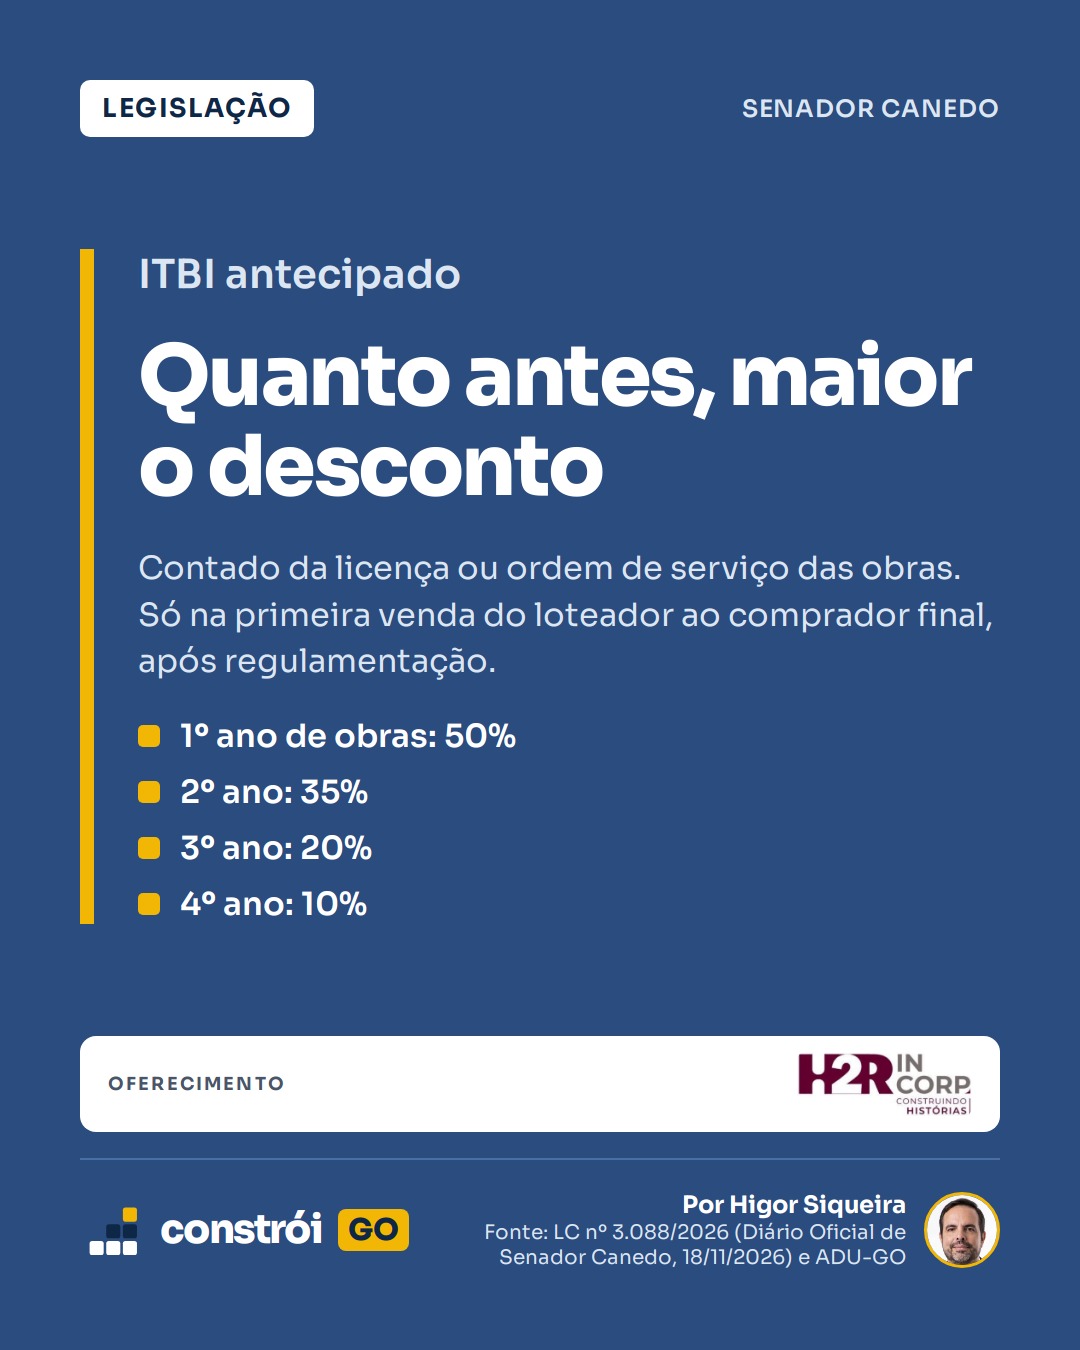 LEGISLAÇÃO
SENADOR CANEDO
ITBI antecipado
Quanto antes, maior
o desconto
Contado da licença ou ordem de serviço das obras.
Só na primeira venda do loteador ao comprador final,
após regulamentação.
1º ano de obras: 50%
2º ano: 35%
3º ano: 20%
4º ano: 10%
OFERECIMENTO
H2R IN
CORP.
CONSTRUINDO
HISTÓRIAS
constrói GO
Por Higor Siqueira
Fonte: LC nº 3.088/2026 (Diário Oficial de
Senador Canedo, 18/11/2026) e ADU-GO